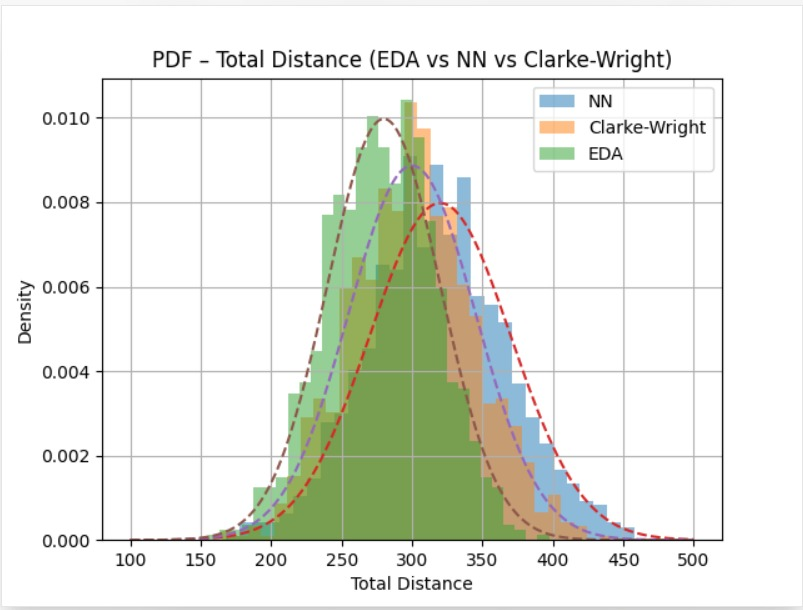 PDF – Total Distance (EDA vs NN vs Clarke-Wright)
NN
Clarke-Wright
EDA
Density
0.010
0.008
0.006
0.004
0.002
0.000
100 150 200 250 300 350 400 450 500
Total Distance